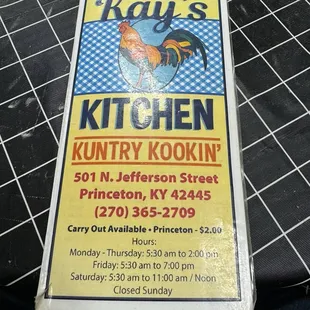 Kay's
KITCHEN
KUNTRY KOOKIN'
501 N. Jefferson Street
Princeton, KY 42445
(270) 365-2709
Carry Out Available • Princeton - $2.00
Hours:
Monday - Thursday: 5:30 am to 2:00 pm
Friday: 5:30 am to 7:00 pm
Saturday: 5:30 am to 11:00 am / Noon
Closed Sunday